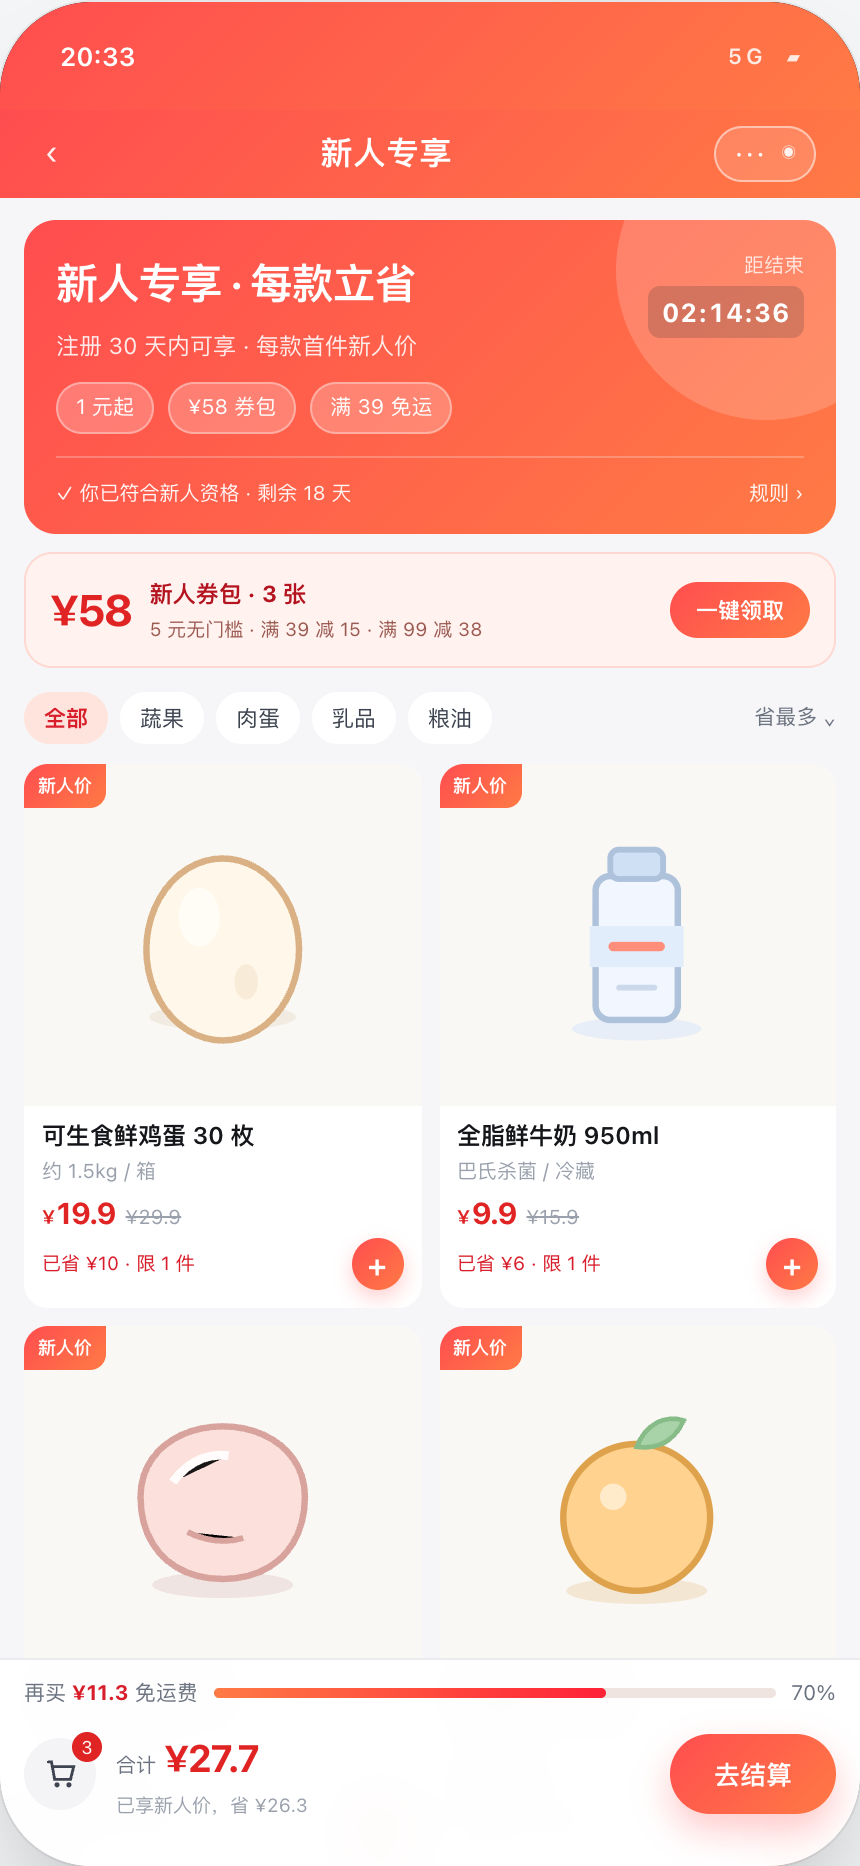 20:33
5G
新人专享
新人专享 · 每款立省
距结束
02:14:36
注册 30 天内可享 · 每款首件新人价
1 元起
¥58 券包
满 39 免运
✓ 你已符合新人资格 · 剩余 18 天
规则 ›
¥58
新人券包 · 3 张
5 元无门槛 · 满 39 减 15 · 满 99 减 38
一键领取
全部
蔬果
肉蛋
乳品
粮油
省最多
新人价
新人价
可生食鲜鸡蛋 30 枚
约 1.5kg / 箱
¥19.9 ¥29.9
已省 ¥10 · 限 1 件
+
全脂鲜牛奶 950ml
巴氏杀菌 / 冷藏
¥9.9 ¥15.9
已省 ¥6 · 限 1 件
+
新人价
新人价
再买 ¥11.3 免运费
70%
3
合计 ¥27.7
已享新人价，省 ¥26.3
去结算